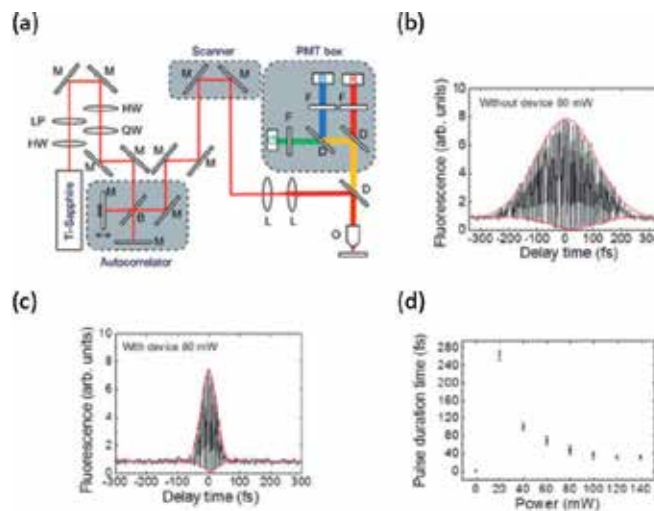 (a)
Scanner
PMT box
M M
M M
HW
LP
QW
HW
M
M
M
F
F F
D
D
D
M
B
M
M
Ti-Sapphire
Autocorrelator
L L
O
(b)
Without device 80 mW
Fluorescence (arb. units)
10
8
6
4
2
0
-300 -200 -100 0 100 200 300
Delay time (fs)
(c)
With device 80 mW
Fluorescence (arb. units)
10
8
6
4
2
0
-300 -200 -100 0 100 200 300
Delay time (fs)
(d)
Pulse duration time (fs)
280
240
200
160
120
80
40
0
0 20 40 60 80 100 120 140
Power (mW)